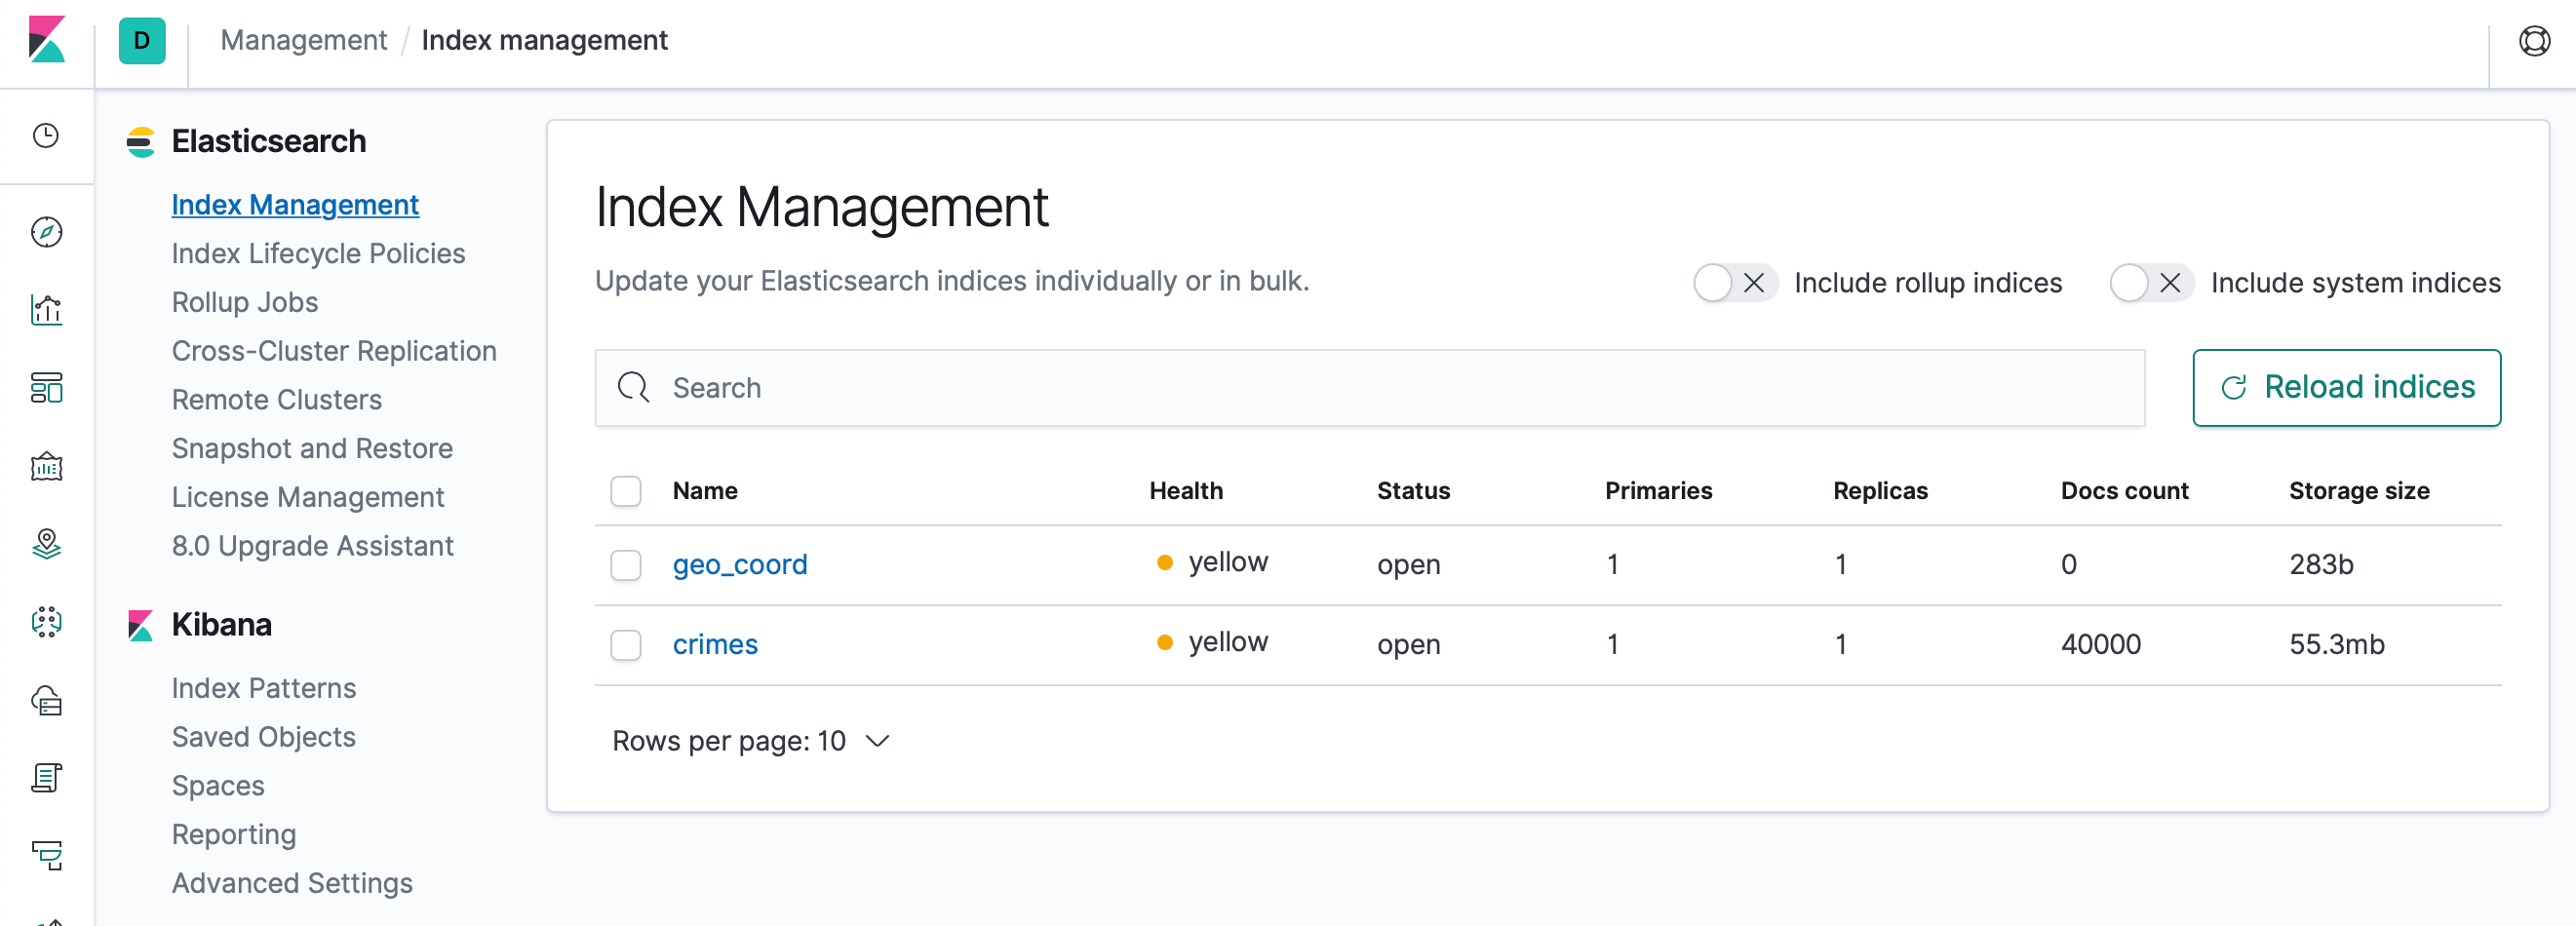 D Management / Index management
Elasticsearch
Index Management
Index Lifecycle Policies
Rollup Jobs
Cross-Cluster Replication
Remote Clusters
Snapshot and Restore
License Management
8.0 Upgrade Assistant
Kibana
Index Patterns
Saved Objects
Spaces
Reporting
Advanced Settings
Index Management
Update your Elasticsearch indices individually or in bulk.
Include rollup indices Include system indices
Search Reload indices
Name Health Status Primaries Replicas Docs count Storage size
geo_coord yellow open 1 1 0 283b
crimes yellow open 1 1 40000 55.3mb
Rows per page: 10